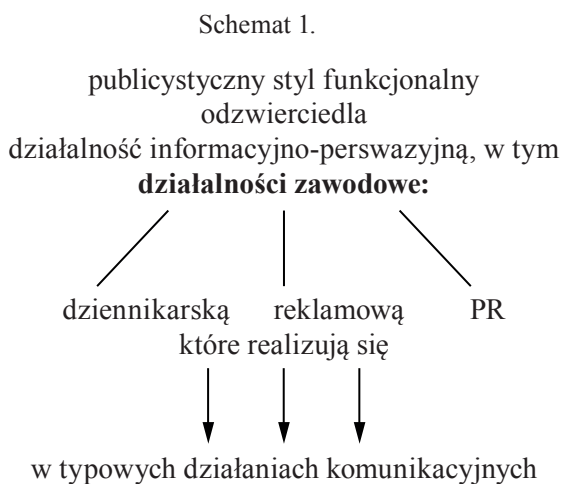 Schemat 1.
publicystyczny styl funkcjonalny
odzwierciedla
działalność informacyjno-perswazyjną, w tym
działalności zawodowe:
dziennikarską reklamową PR
które realizują się
w typowych działaniach komunikacyjnych